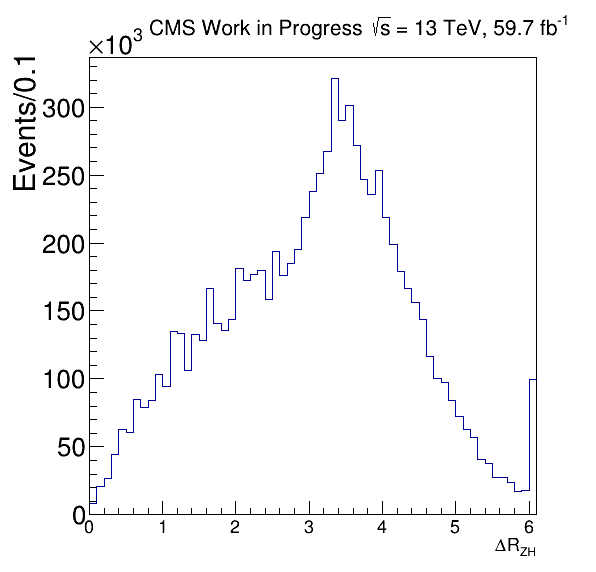 ×10³ CMS Work in Progress √s = 13 TeV, 59.7 fb⁻¹
Events/0.1
300
250
200
150
100
50
0
0 1 2 3 4 5 6
ΔR_ZH